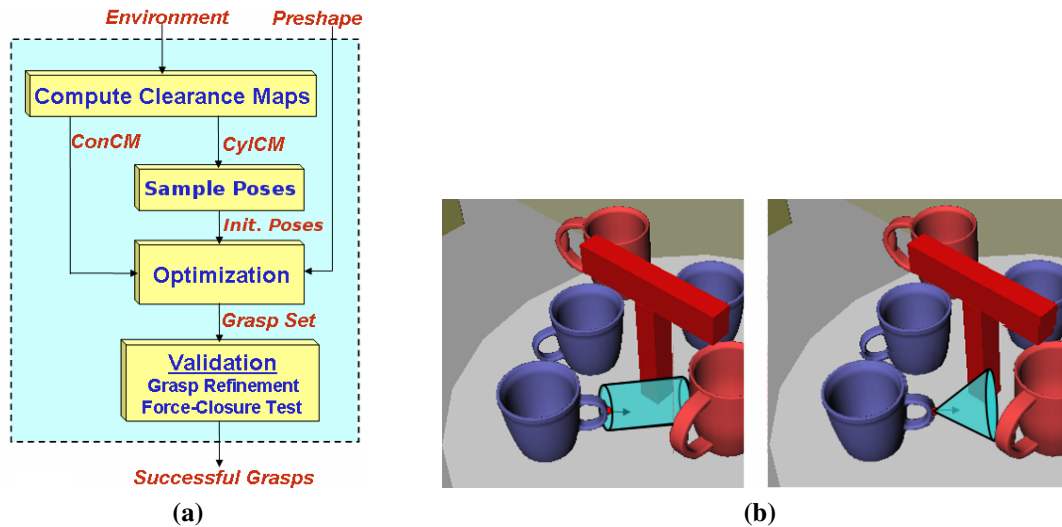 Environment
Preshape
Compute Clearance Maps
ConCM
CylCM
Sample Poses
Init. Poses
Optimization
Grasp Set
Validation
Grasp Refinement
Force-Closure Test
Successful Grasps
(a)
(b)